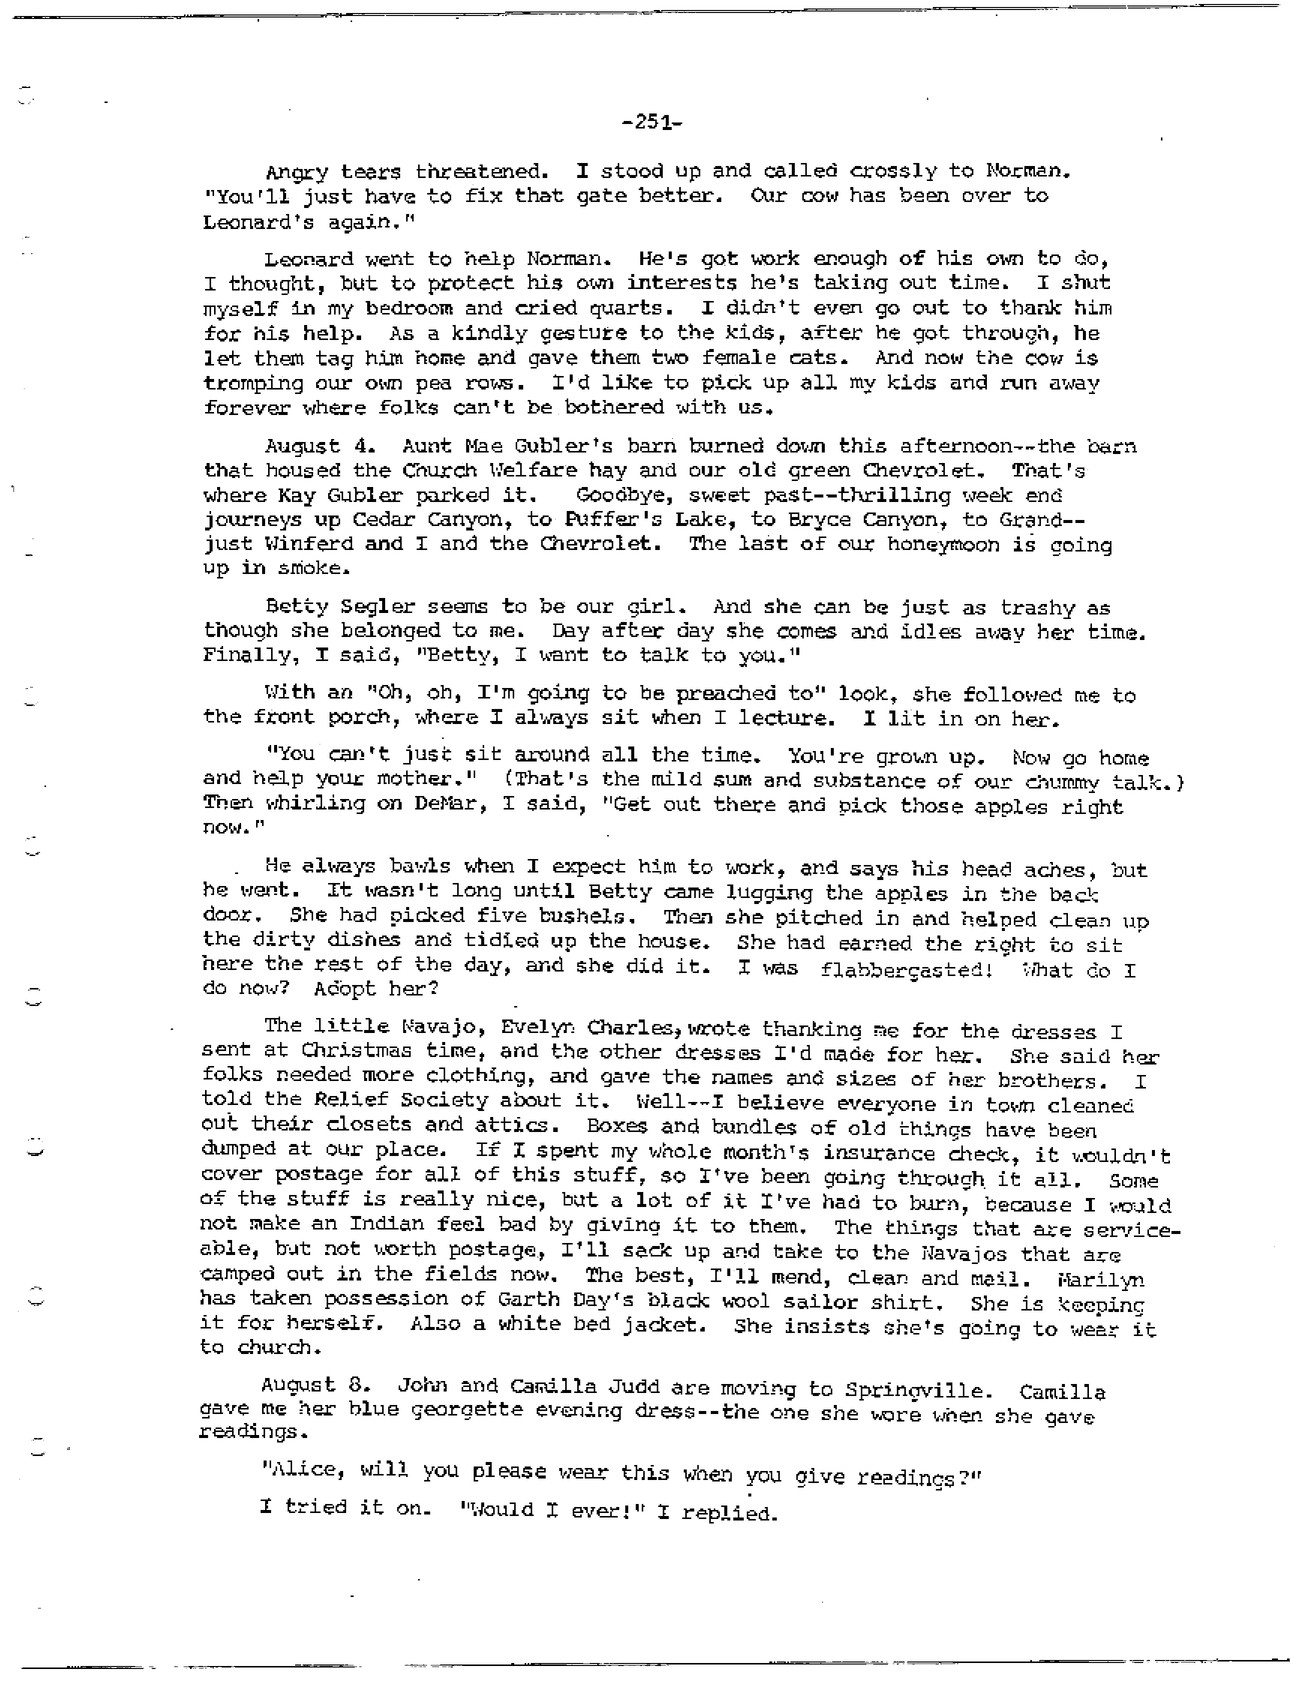 -251-
Angry tears threatened. I stood up and called crossly to Norman.
"You'll just have to fix that gate better. Our cow has been over to
Leonard's again."
Leonard went to help Norman. He's got work enough of his own to do,
I thought, but to protect his own interests he's taking out time. I shut
myself in my bedroom and cried quarts. I didn't even go out to thank him
for his help. As a kindly gesture to the kids, after he got through, he
let them tag him home and gave them two female cats. And now the cow is
tromping our own pea rows. I'd like to pick up all my kids and run away
forever where folks can't be bothered with us.
August 4. Aunt Mae Gubler's barn burned down this afternoon--the barn
that housed the Church Welfare hay and our old green Chevrolet. That's
where Kay Gubler parked it. Goodbye, sweet past--thrilling week end
journeys up Cedar Canyon, to Puffer's Lake, to Bryce Canyon, to Grand--
just Winferd and I and the Chevrolet. The last of our honeymoon is going
up in smoke.
Betty Segler seems to be our girl. And she can be just as trashy as
though she belonged to me. Day after day she comes and idles away her time.
Finally, I said, "Betty, I want to talk to you."
With an "Oh, oh, I'm going to be preached to" look, she followed me to
the front porch, where I always sit when I lecture. I lit in on her.
"You can't just sit around all the time. You're grown up. Now go home
and help your mother." (That's the mild sum and substance of our chummy talk.)
Then whirling on DeMar, I said, "Get out there and pick those apples right
now."
He always bawls when I expect him to work, and says his head aches, but
he went. It wasn't long until Betty came lugging the apples in the back
door. She had picked five bushels. Then she pitched in and helped clean up
the dirty dishes and tidied up the house. She had earned the right to sit
here the rest of the day, and she did it. I was flabbergasted! What do I
do now? Adopt her?
The little Navajo, Evelyn Charles, wrote thanking me for the dresses I
sent at Christmas time, and the other dresses I'd made for her. She said her
folks needed more clothing, and gave the names and sizes of her brothers. I
told the Relief Society about it. Well--I believe everyone in town cleaned
out their closets and attics. Boxes and bundles of old things have been
dumped at our place. If I spent my whole month's insurance check, it wouldn't
cover postage for all of this stuff, so I've been going through it all. Some
of the stuff is really nice, but a lot of it I've had to burn, because I would
not make an Indian feel bad by giving it to them. The things that are service-
able, but not worth postage, I'll sack up and take to the Navajos that are
camped out in the fields now. The best, I'll mend, clean and mail. Marilyn
has taken possession of Garth Day's black wool sailor shirt. She is keeping
it for herself. Also a white bed jacket. She insists she's going to wear it
to church.
August 8. John and Camilla Judd are moving to Springville. Camilla
gave me her blue georgette evening dress--the one she wore when she gave
readings.
"Alice, will you please wear this when you give readings?"
I tried it on. "Would I ever!" I replied.